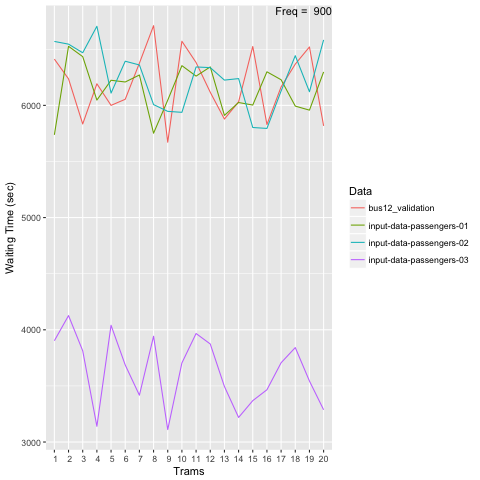 Freq =  900
Waiting Time (sec)
6000
5000
4000
3000
1 2 3 4 5 6 7 8 9 10 11 12 13 14 15 16 17 18 19 20
Trams
Data
bus12_validation
input-data-passengers-01
input-data-passengers-02
input-data-passengers-03